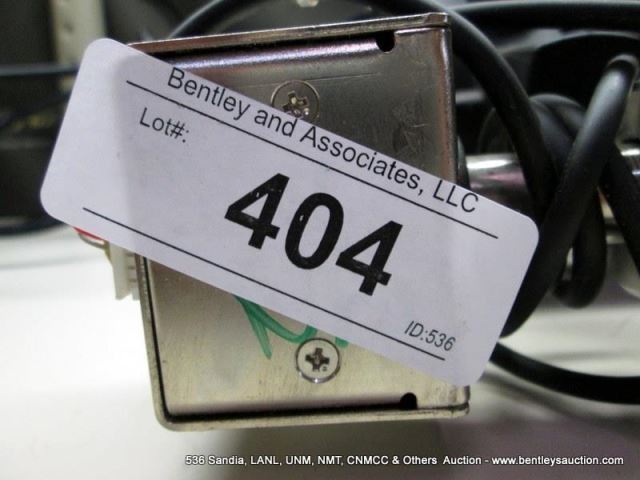 Bentley and Associates, LLC
Lot#:
404
ID:536
536 Sandia, LANL, UNM, NMT, CNMCC & Others Auction - www.bentleysauction.com